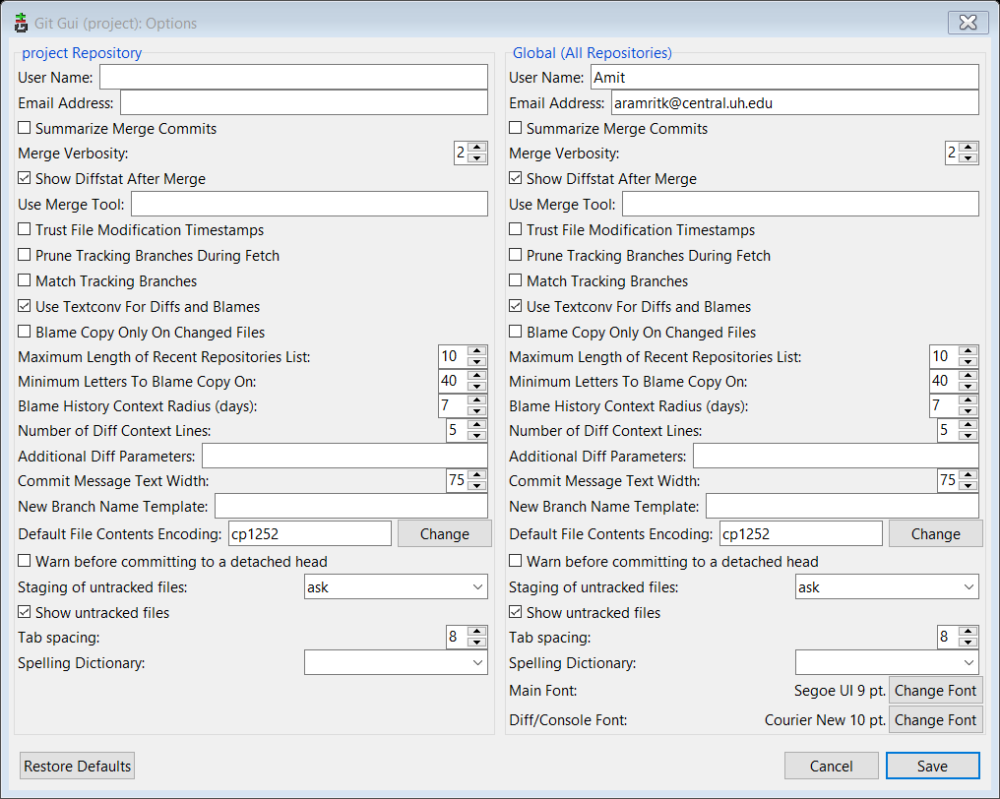 Git Gui (project): Options
project Repository
User Name:
Email Address:
Summarize Merge Commits
Merge Verbosity: 2
Show Diffstat After Merge
Use Merge Tool:
Trust File Modification Timestamps
Prune Tracking Branches During Fetch
Match Tracking Branches
Use Textconv For Diffs and Blames
Blame Copy Only On Changed Files
Maximum Length of Recent Repositories List: 10
Minimum Letters To Blame Copy On: 40
Blame History Context Radius (days): 7
Number of Diff Context Lines: 5
Additional Diff Parameters:
Commit Message Text Width: 75
New Branch Name Template:
Default File Contents Encoding: cp1252 Change
Warn before committing to a detached head
Staging of untracked files: ask
Show untracked files
Tab spacing: 8
Spelling Dictionary:
Global (All Repositories)
User Name: Amit
Email Address: aramritk@central.uh.edu
Summarize Merge Commits
Merge Verbosity: 2
Show Diffstat After Merge
Use Merge Tool:
Trust File Modification Timestamps
Prune Tracking Branches During Fetch
Match Tracking Branches
Use Textconv For Diffs and Blames
Blame Copy Only On Changed Files
Maximum Length of Recent Repositories List: 10
Minimum Letters To Blame Copy On: 40
Blame History Context Radius (days): 7
Number of Diff Context Lines: 5
Additional Diff Parameters:
Commit Message Text Width: 75
New Branch Name Template:
Default File Contents Encoding: cp1252 Change
Warn before committing to a detached head
Staging of untracked files: ask
Show untracked files
Tab spacing: 8
Spelling Dictionary:
Main Font: Segoe UI 9 pt. Change Font
Diff/Console Font: Courier New 10 pt. Change Font
Restore Defaults Cancel Save